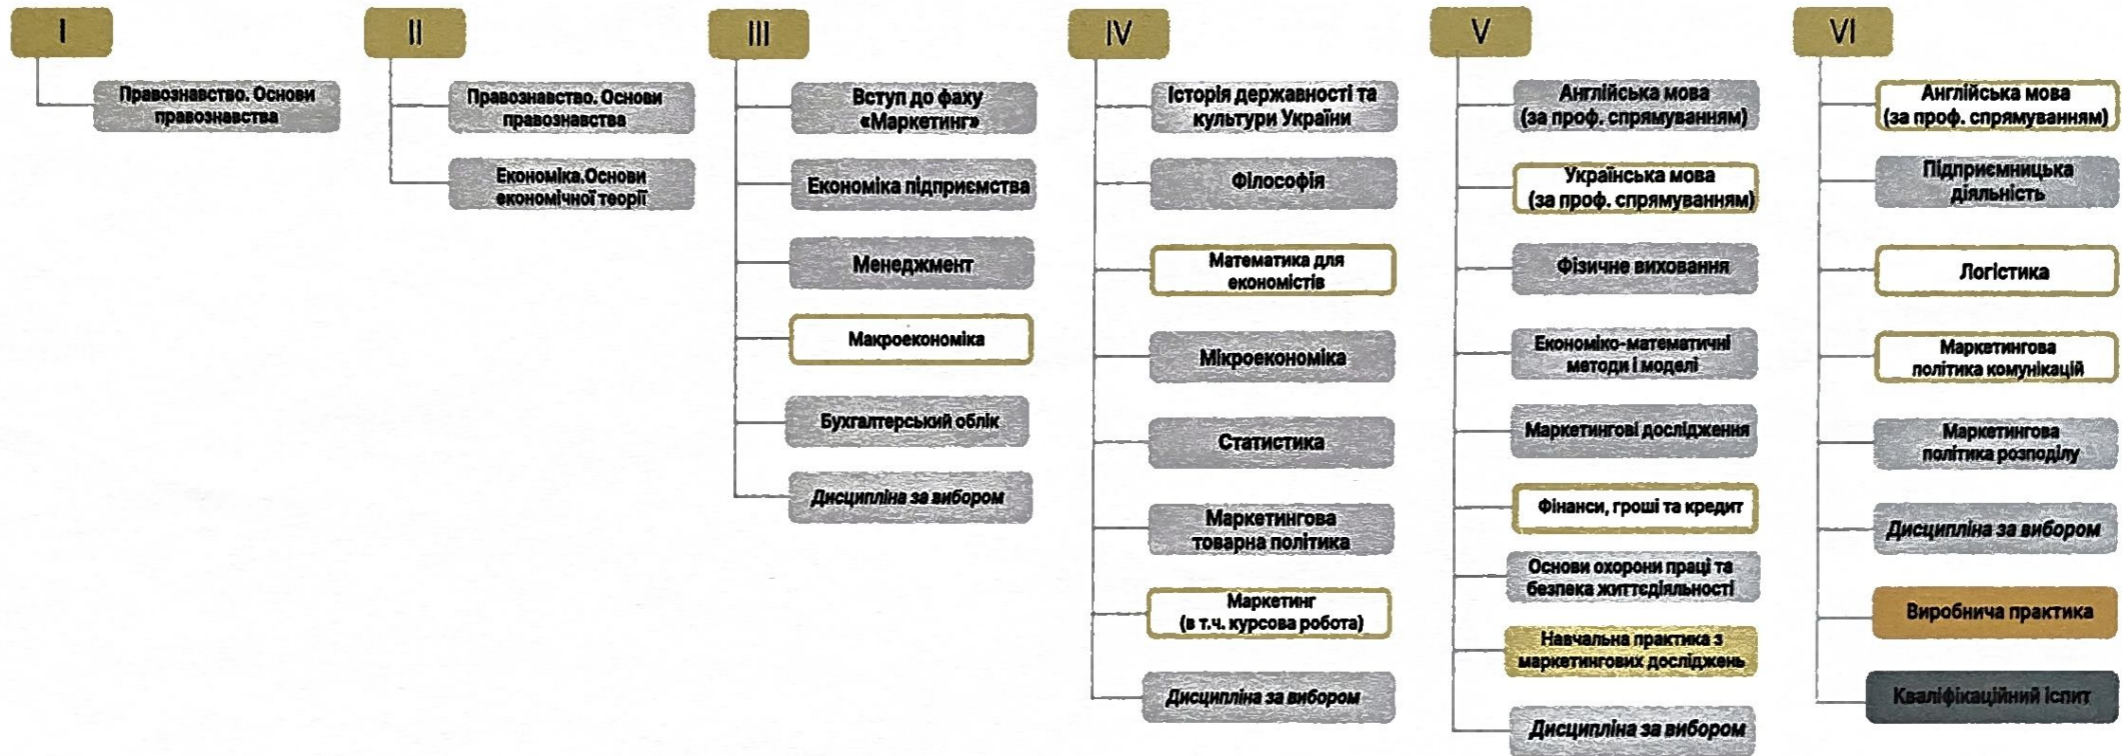 I
Правознавство. Основи
правознавства
II
Правознавство. Основи
правознавства
Економіка.Основи
економічної теорії
III
Вступ до фаху
«Маркетинг»
Економіка підприємства
Менеджмент
Макроекономіка
Бухгалтерський облік
Дисципліна за вибором
IV
Історія державності та
культури України
Філософія
Математика для
економістів
Мікроекономіка
Статистика
Маркетингова
товарна політика
Маркетинг
(в т.ч. курсова робота)
Дисципліна за вибором
V
Англійська мова
(за проф. спрямуванням)
Українська мова
(за проф. спрямуванням)
Фізичне виховання
Економіко-математичні
методи і моделі
Маркетингові дослідження
Фінанси, гроші та кредит
Основи охорони праці та
безпека життєдіяльності
Навчальна практика з
маркетингових досліджень
Дисципліна за вибором
VI
Англійська мова
(за проф. спрямуванням)
Підприємницька
діяльність
Логістика
Маркетингова
політика комунікацій
Маркетингова
політика розподілу
Дисципліна за вибором
Виробнича практика
Кваліфікаційний іспит